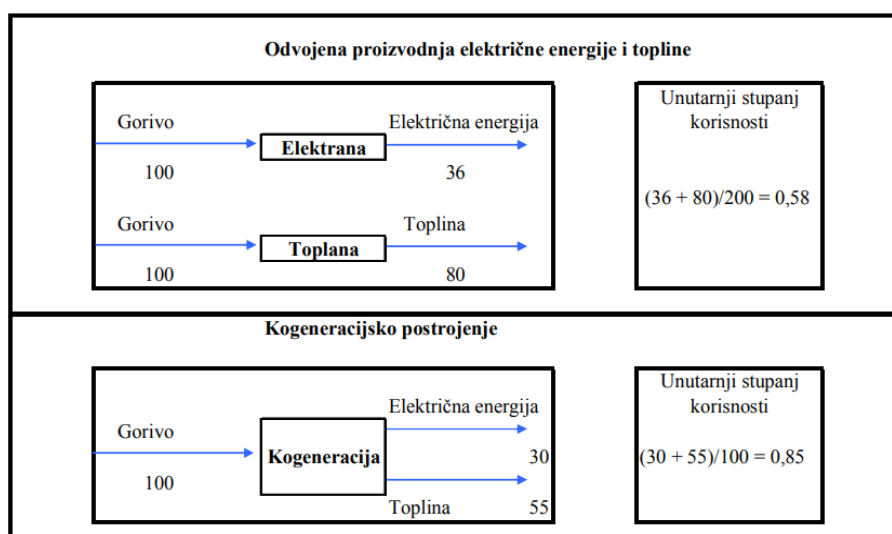 Odvojena proizvodnja električne energije i topline
Gorivo
100
Elektrana
Električna energija
36
Gorivo
100
Toplana
Toplina
80
Unutarnji stupanj
korisnosti
(36 + 80)/200 = 0,58
Kogeneracijsko postrojenje
Gorivo
100
Kogeneracija
Električna energija
30
Toplina
55
Unutarnji stupanj
korisnosti
(30 + 55)/100 = 0,85